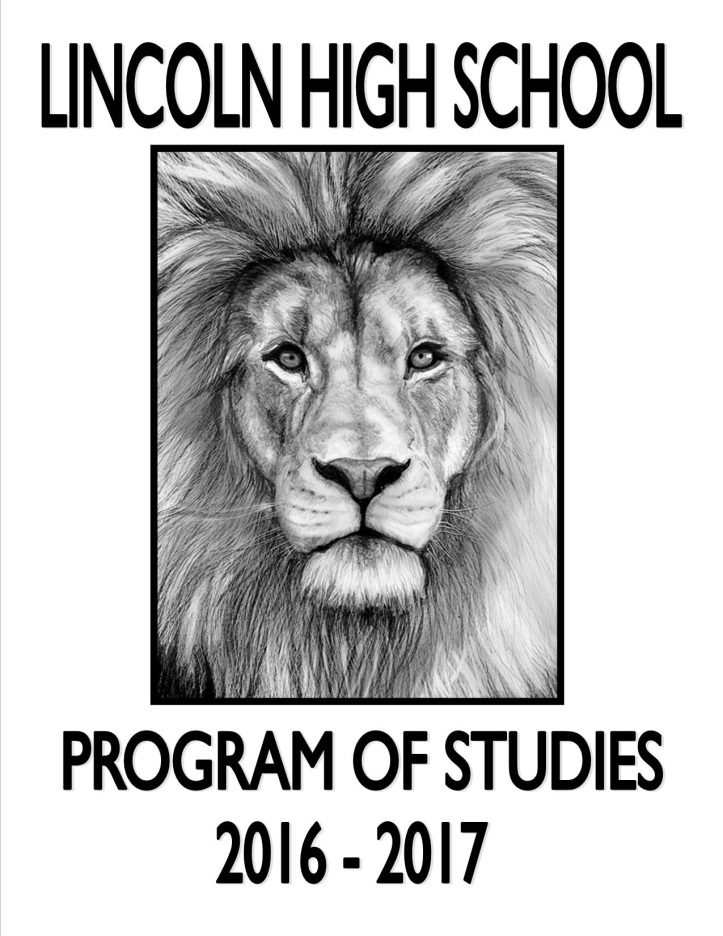 LINCOLN HIGH SCHOOL
PROGRAM OF STUDIES
2016 - 2017